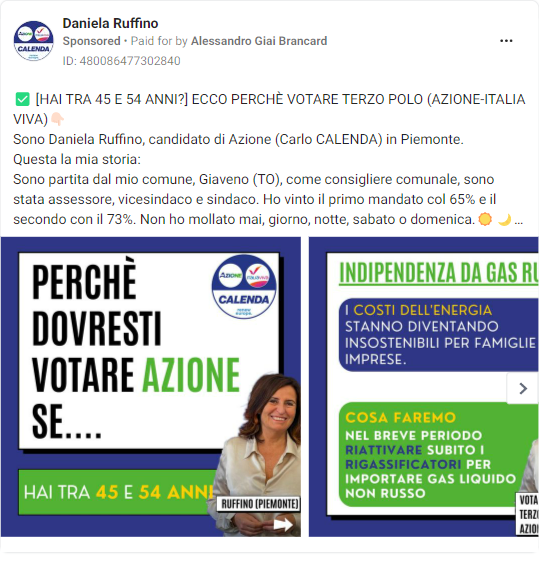 Daniela Ruffino
Sponsored • Paid for by Alessandro Giai Brancard
ID: 480086477302840
✅ [HAI TRA 45 E 54 ANNI?] ECCO PERCHÈ VOTARE TERZO POLO (AZIONE-ITALIA
VIVA)👇🏻
Sono Daniela Ruffino, candidato di Azione (Carlo CALENDA) in Piemonte.
Questa la mia storia:
Sono partita dal mio comune, Giaveno (TO), come consigliere comunale, sono
stata assessore, vicesindaco e sindaco. Ho vinto il primo mandato col 65% e il
secondo con il 73%. Non ho mollato mai, giorno, notte, sabato o domenica. 🌞 🌙 ...
PERCHÈ
DOVRESTI
VOTARE AZIONE
SE....
AZIONE
ITALIA VIVA
CALENDA
HAI TRA 45 E 54 ANNI
RUFFINO (PIEMONTE)
INDIPENDENZA DA GAS RU
I COSTI DELL'ENERGIA
STANNO DIVENTANDO
INSOSTENIBILI PER FAMIGLIE
IMPRESE.
COSA FAREMO
NEL BREVE PERIODO
RIATTIVARE SUBITO I
RIGASSIFICATORI PER
IMPORTARE GAS LIQUIDO
NON RUSSO
VOTA
TERZ
AZIO